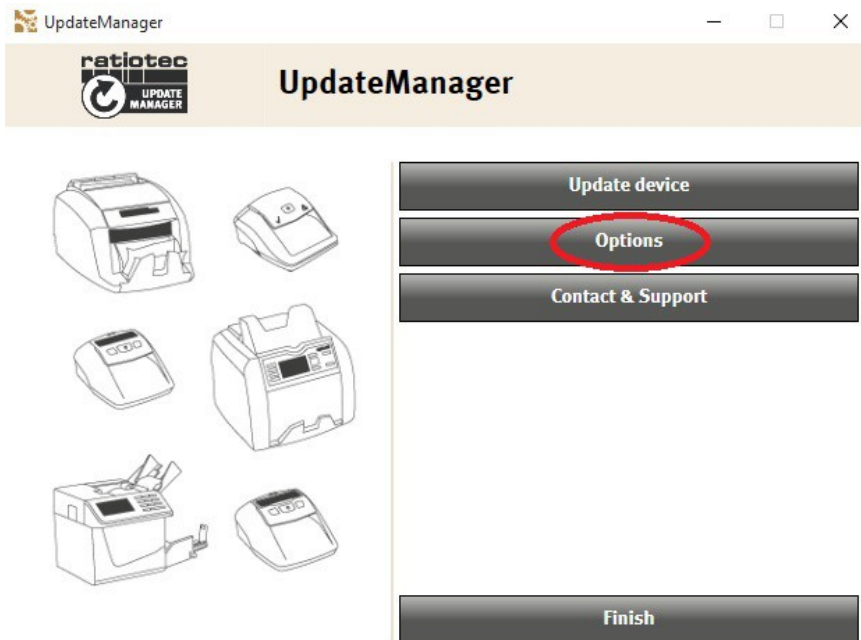 UpdateManager
ratiotec
UPDATE
MANAGER
UpdateManager
Update device
Options
Contact & Support
Finish